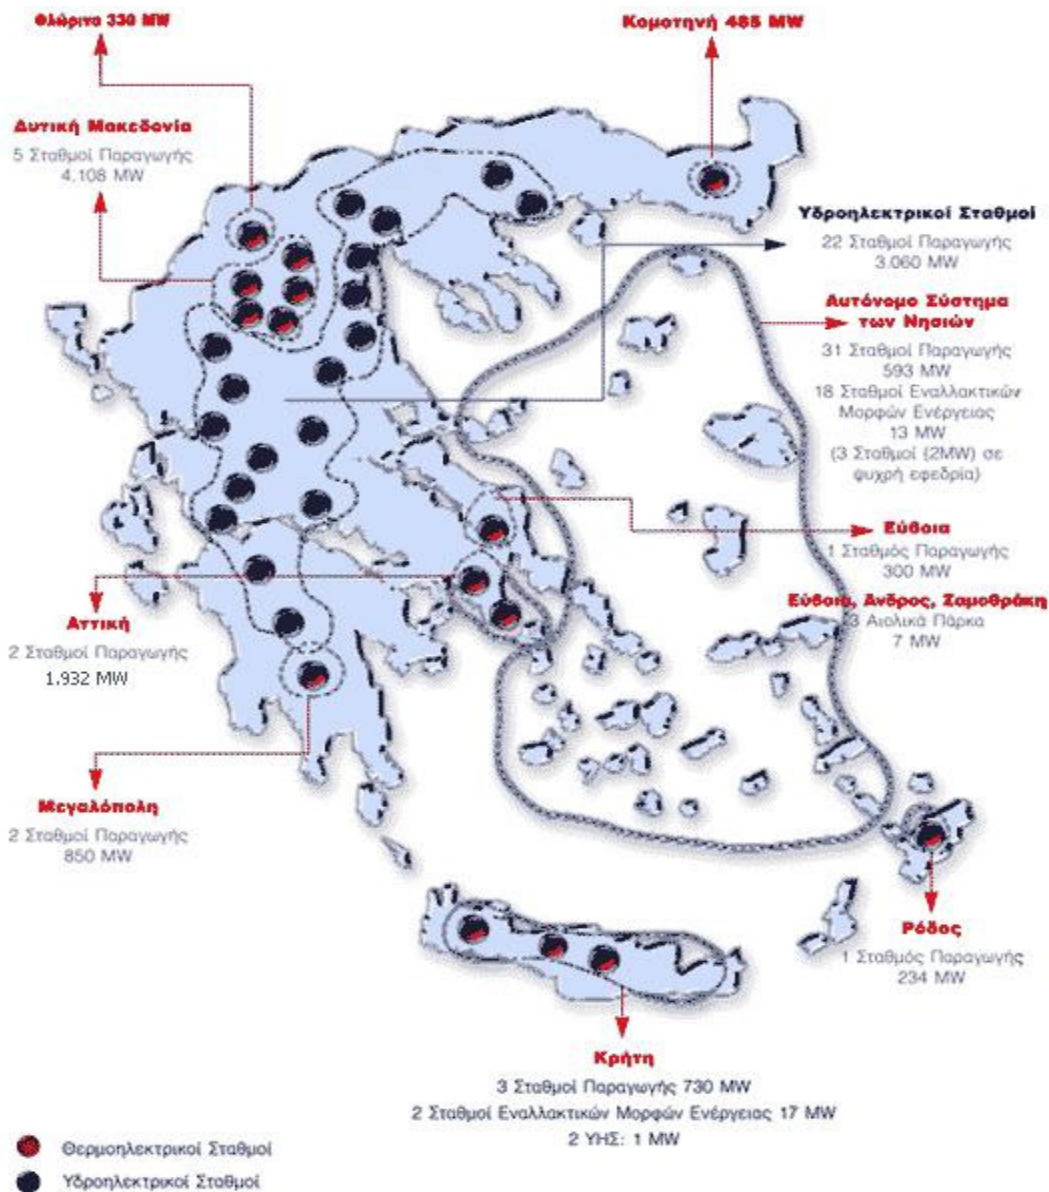 Φλώρινα 330 MW
Κομοτηνή 485 MW
Δυτική Μακεδονία
5 Σταθμοί Παραγωγής
4.108 MW
Υδροηλεκτρικοί Σταθμοί
22 Σταθμοί Παραγωγής
3.060 MW
Αυτόνομο Σύστημα
των Νησιών
31 Σταθμοί Παραγωγής
593 MW
18 Σταθμοί Εναλλακτικών
Μορφών Ενέργειας
13 MW
(3 Σταθμοί (2MW) σε
ψυχρή εφεδρία)
Εύβοια
1 Σταθμός Παραγωγής
300 MW
Εύβοια, Άνδρος, Σαμοθράκη
3 Αιολικά Πάρκα
7 MW
Αττική
2 Σταθμοί Παραγωγής
1.932 MW
Μεγαλόπολη
2 Σταθμοί Παραγωγής
850 MW
Ρόδος
1 Σταθμός Παραγωγής
234 MW
Κρήτη
3 Σταθμοί Παραγωγής 730 MW
2 Σταθμοί Εναλλακτικών Μορφών Ενέργειας 17 MW
2 ΥΗΣ: 1 MW
Θερμοηλεκτρικοί Σταθμοί
Υδροηλεκτρικοί Σταθμοί